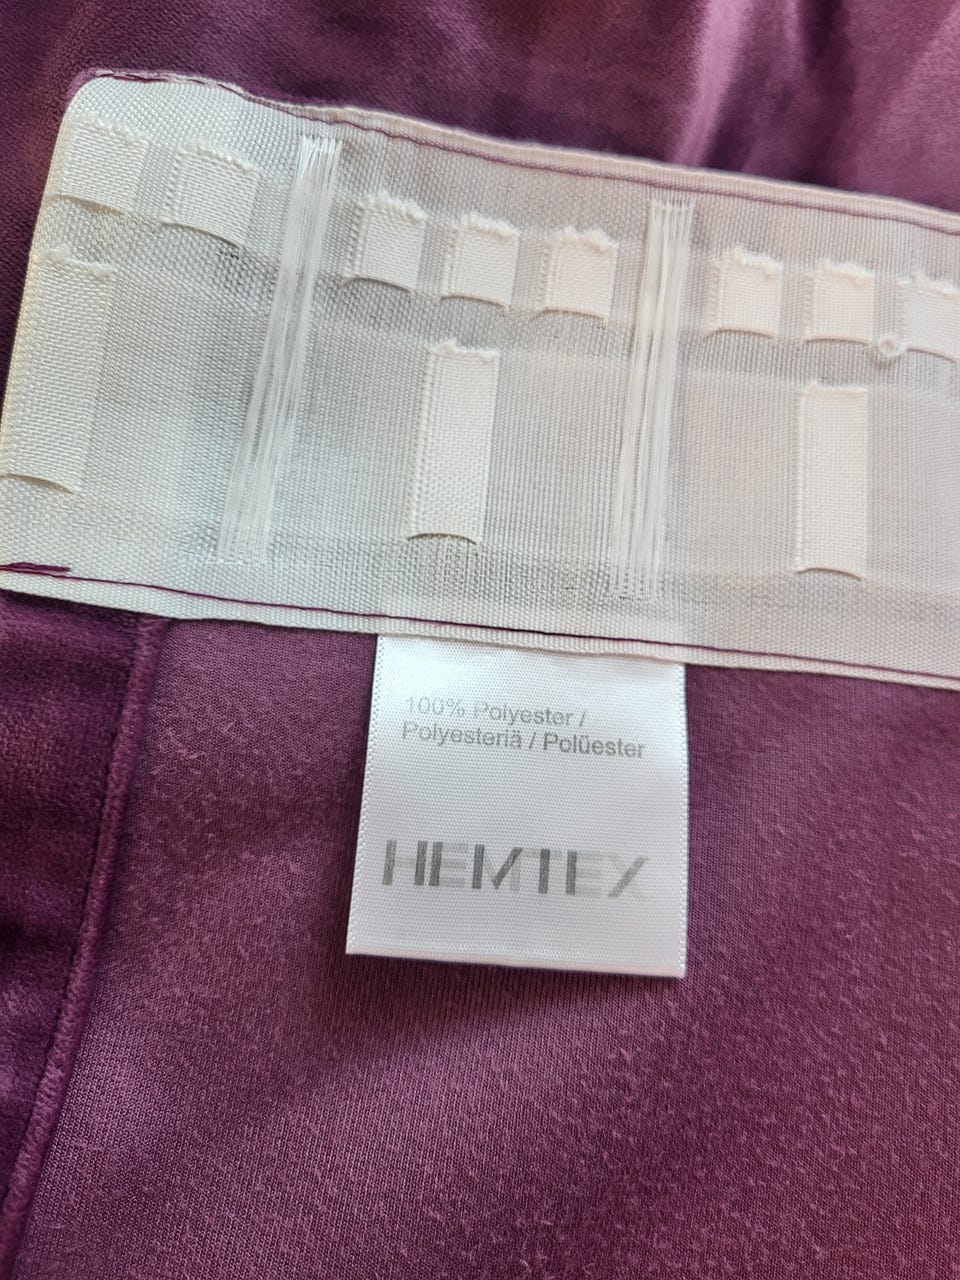 100% Polyester /
Polyesteriä / Polüester
HEMTEX